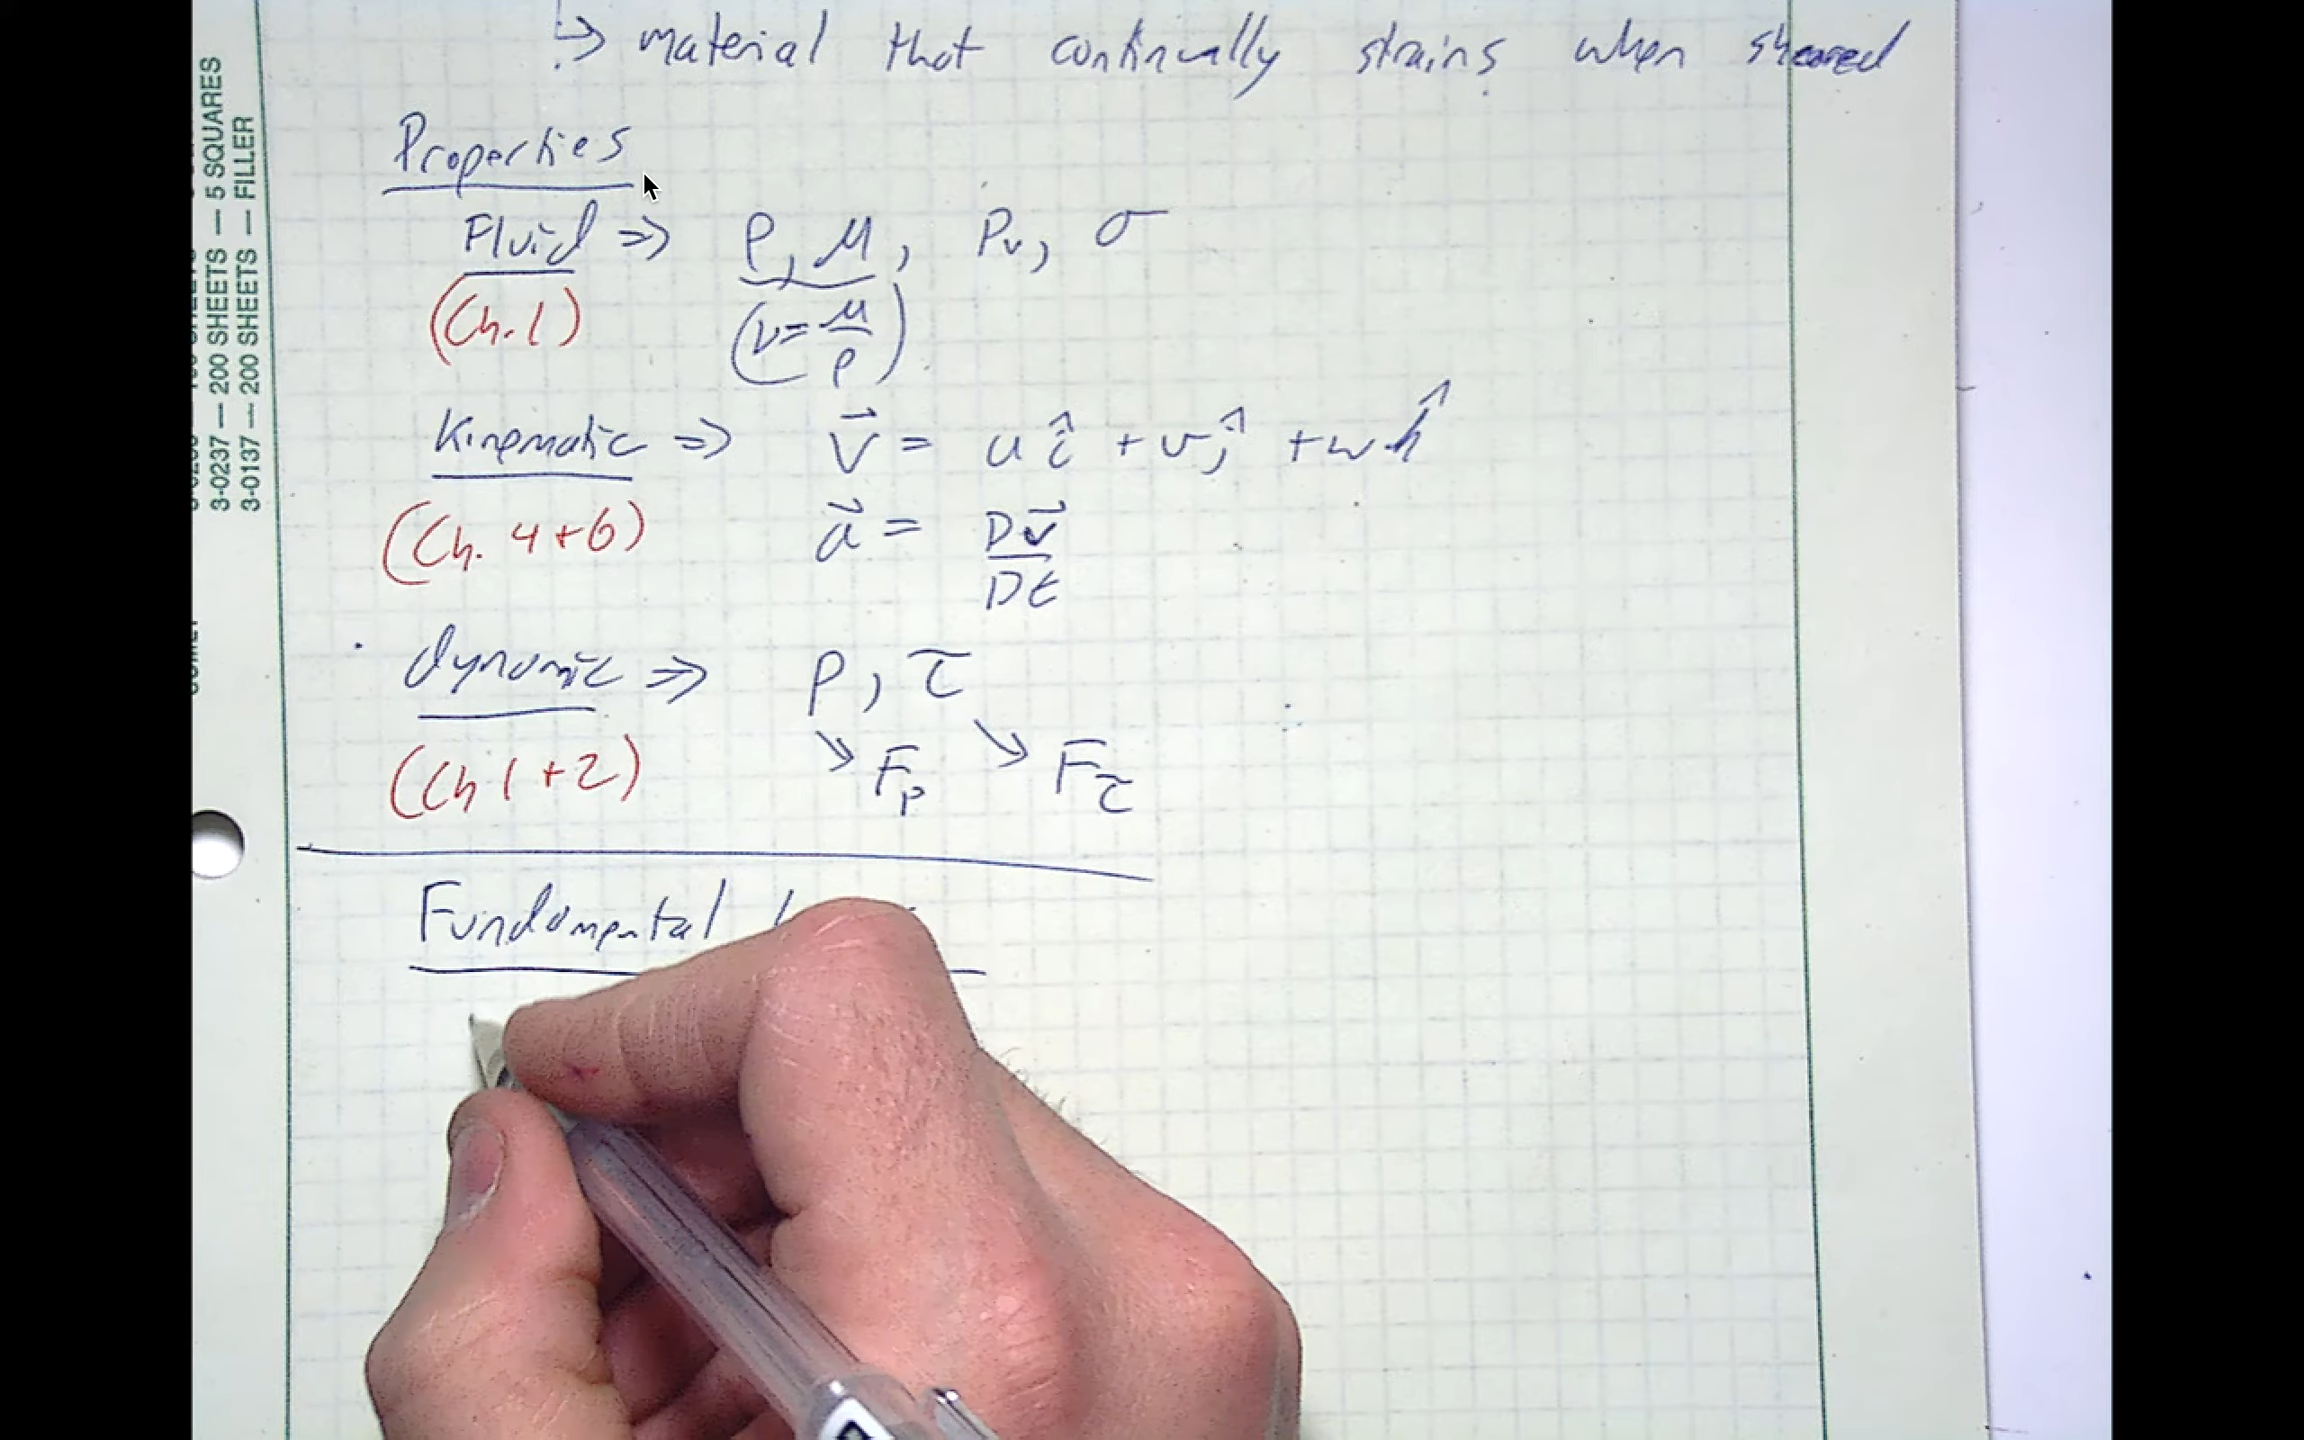 ↳ material that continually strains when sheared
Properties
Fluid ⇒ ρ, μ, Pv, σ
(Ch. 1) (ν = μ/ρ)
Kinematic ⇒ V⃗ = u î + v ĵ + w k̂
(Ch. 4+6) a⃗ = DV⃗/Dt
dynamic ⇒ P, τ
(Ch 1+2) ↘ Fp ↘ Fτ
Fundamental
3-0237 — 200 SHEETS — 5 SQUARES
3-0137 — 200 SHEETS — FILLER